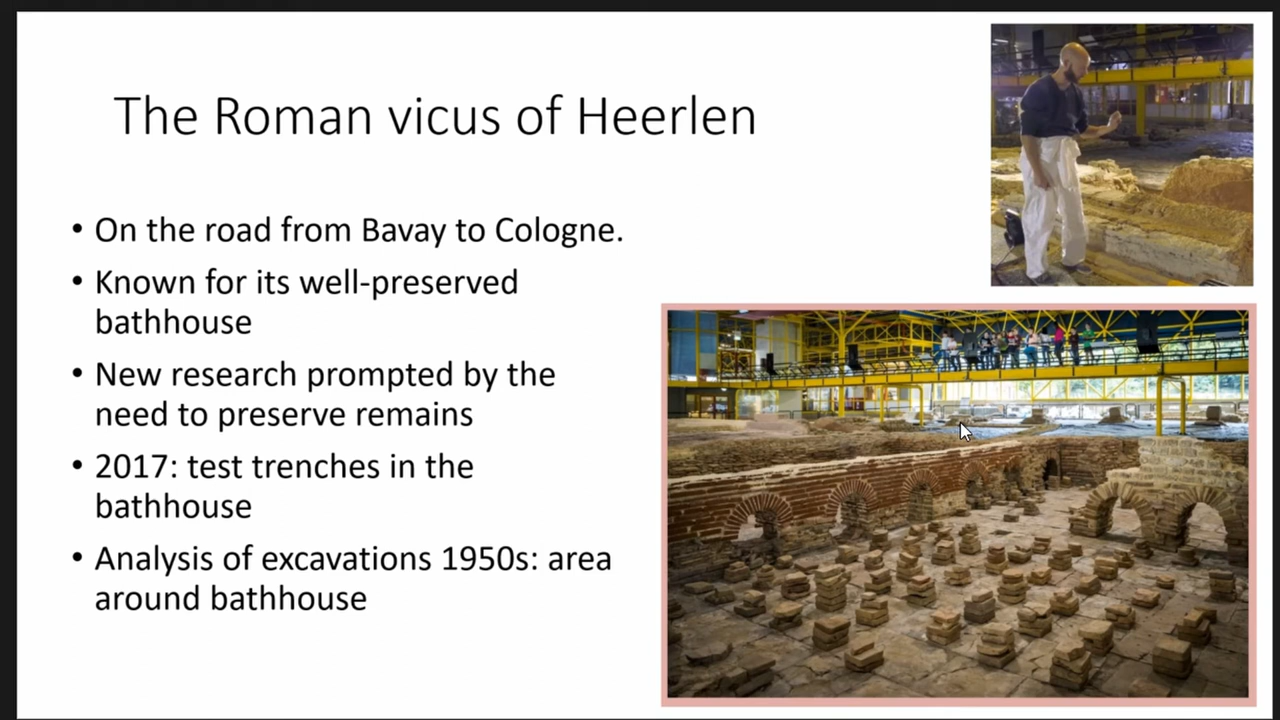 The Roman vicus of Heerlen
• On the road from Bavay to Cologne.
• Known for its well-preserved
bathhouse
• New research prompted by the
need to preserve remains
• 2017: test trenches in the
bathhouse
• Analysis of excavations 1950s: area
around bathhouse